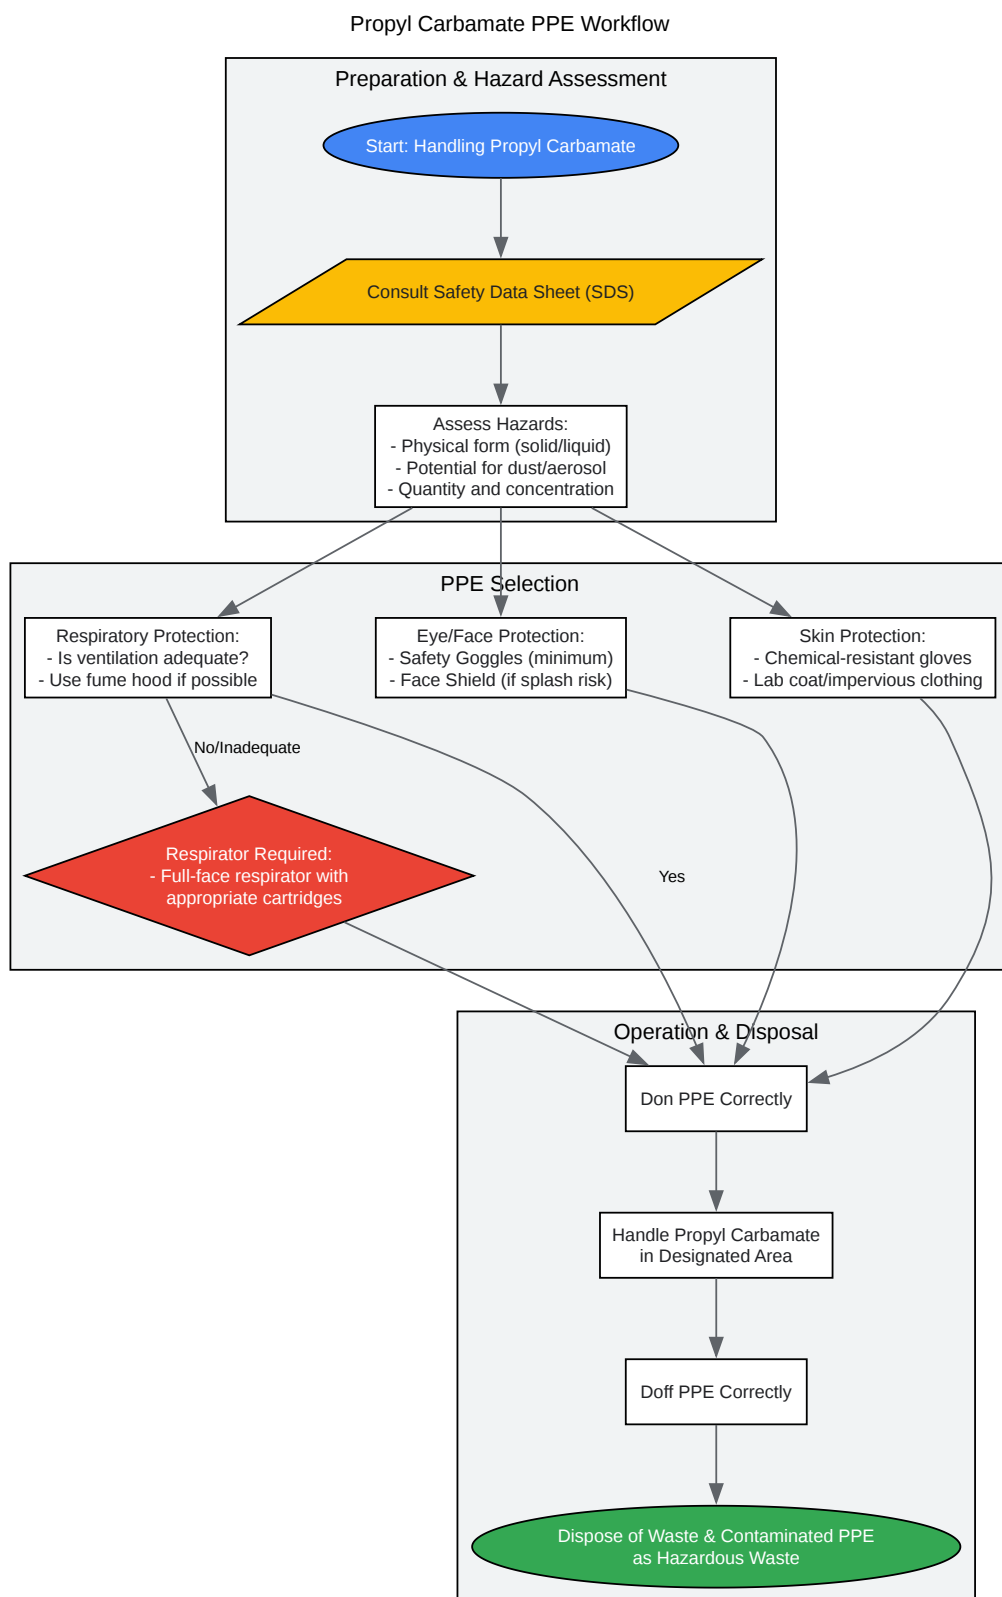 Propyl Carbamate PPE Workflow
Preparation & Hazard Assessment
Start: Handling Propyl Carbamate
Consult Safety Data Sheet (SDS)
Assess Hazards:
- Physical form (solid/liquid)
- Potential for dust/aerosol
- Quantity and concentration
PPE Selection
Respiratory Protection:
- Is ventilation adequate?
- Use fume hood if possible
Eye/Face Protection:
- Safety Goggles (minimum)
- Face Shield (if splash risk)
Skin Protection:
- Chemical-resistant gloves
- Lab coat/impervious clothing
No/Inadequate
Respirator Required:
- Full-face respirator with
appropriate cartridges
Yes
Operation & Disposal
Don PPE Correctly
Handle Propyl Carbamate
in Designated Area
Doff PPE Correctly
Dispose of Waste & Contaminated PPE
as Hazardous Waste